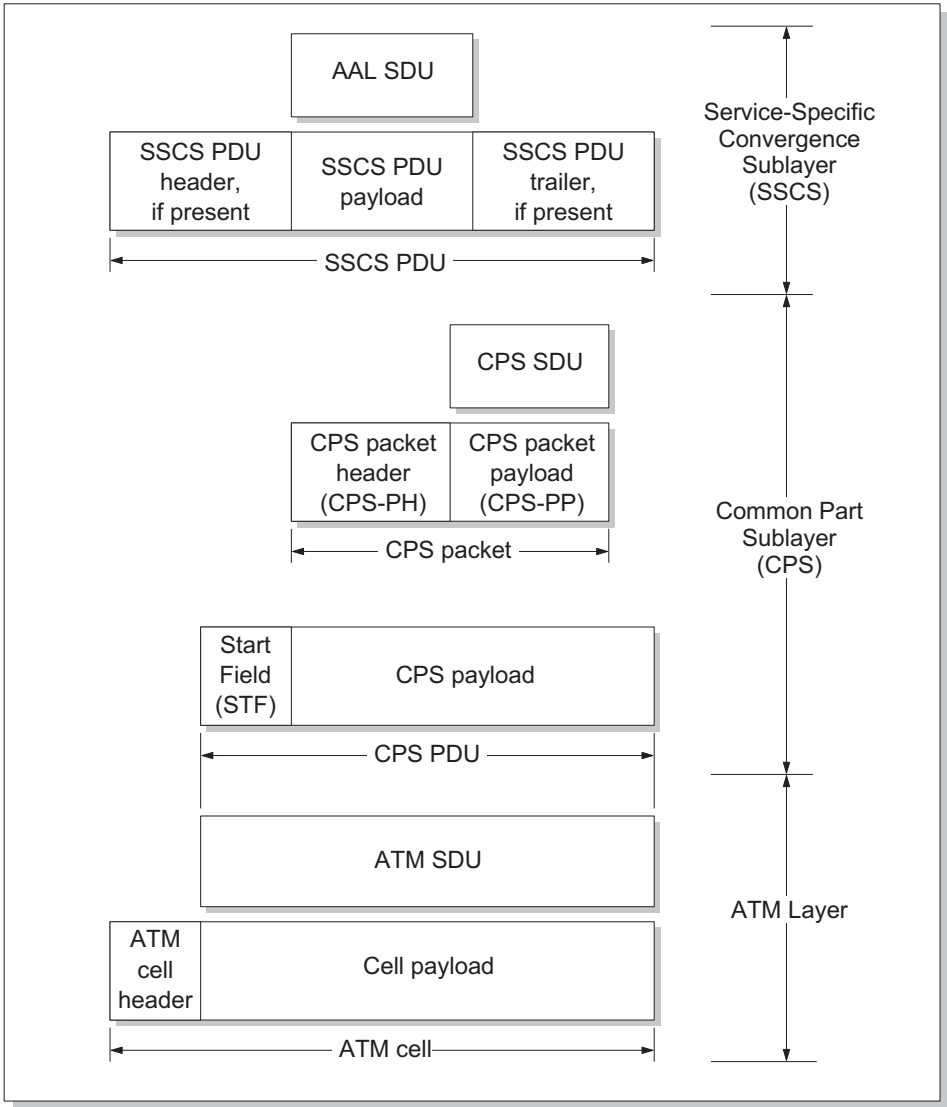 AAL SDU
SSCS PDU
header,
if present
SSCS PDU
payload
SSCS PDU
trailer,
if present
SSCS PDU
Service-Specific
Convergence
Sublayer
(SSCS)
CPS SDU
CPS packet
header
(CPS-PH)
CPS packet
payload
(CPS-PP)
CPS packet
Common Part
Sublayer
(CPS)
Start
Field
(STF)
CPS payload
CPS PDU
ATM SDU
ATM
cell
header
Cell payload
ATM cell
ATM Layer